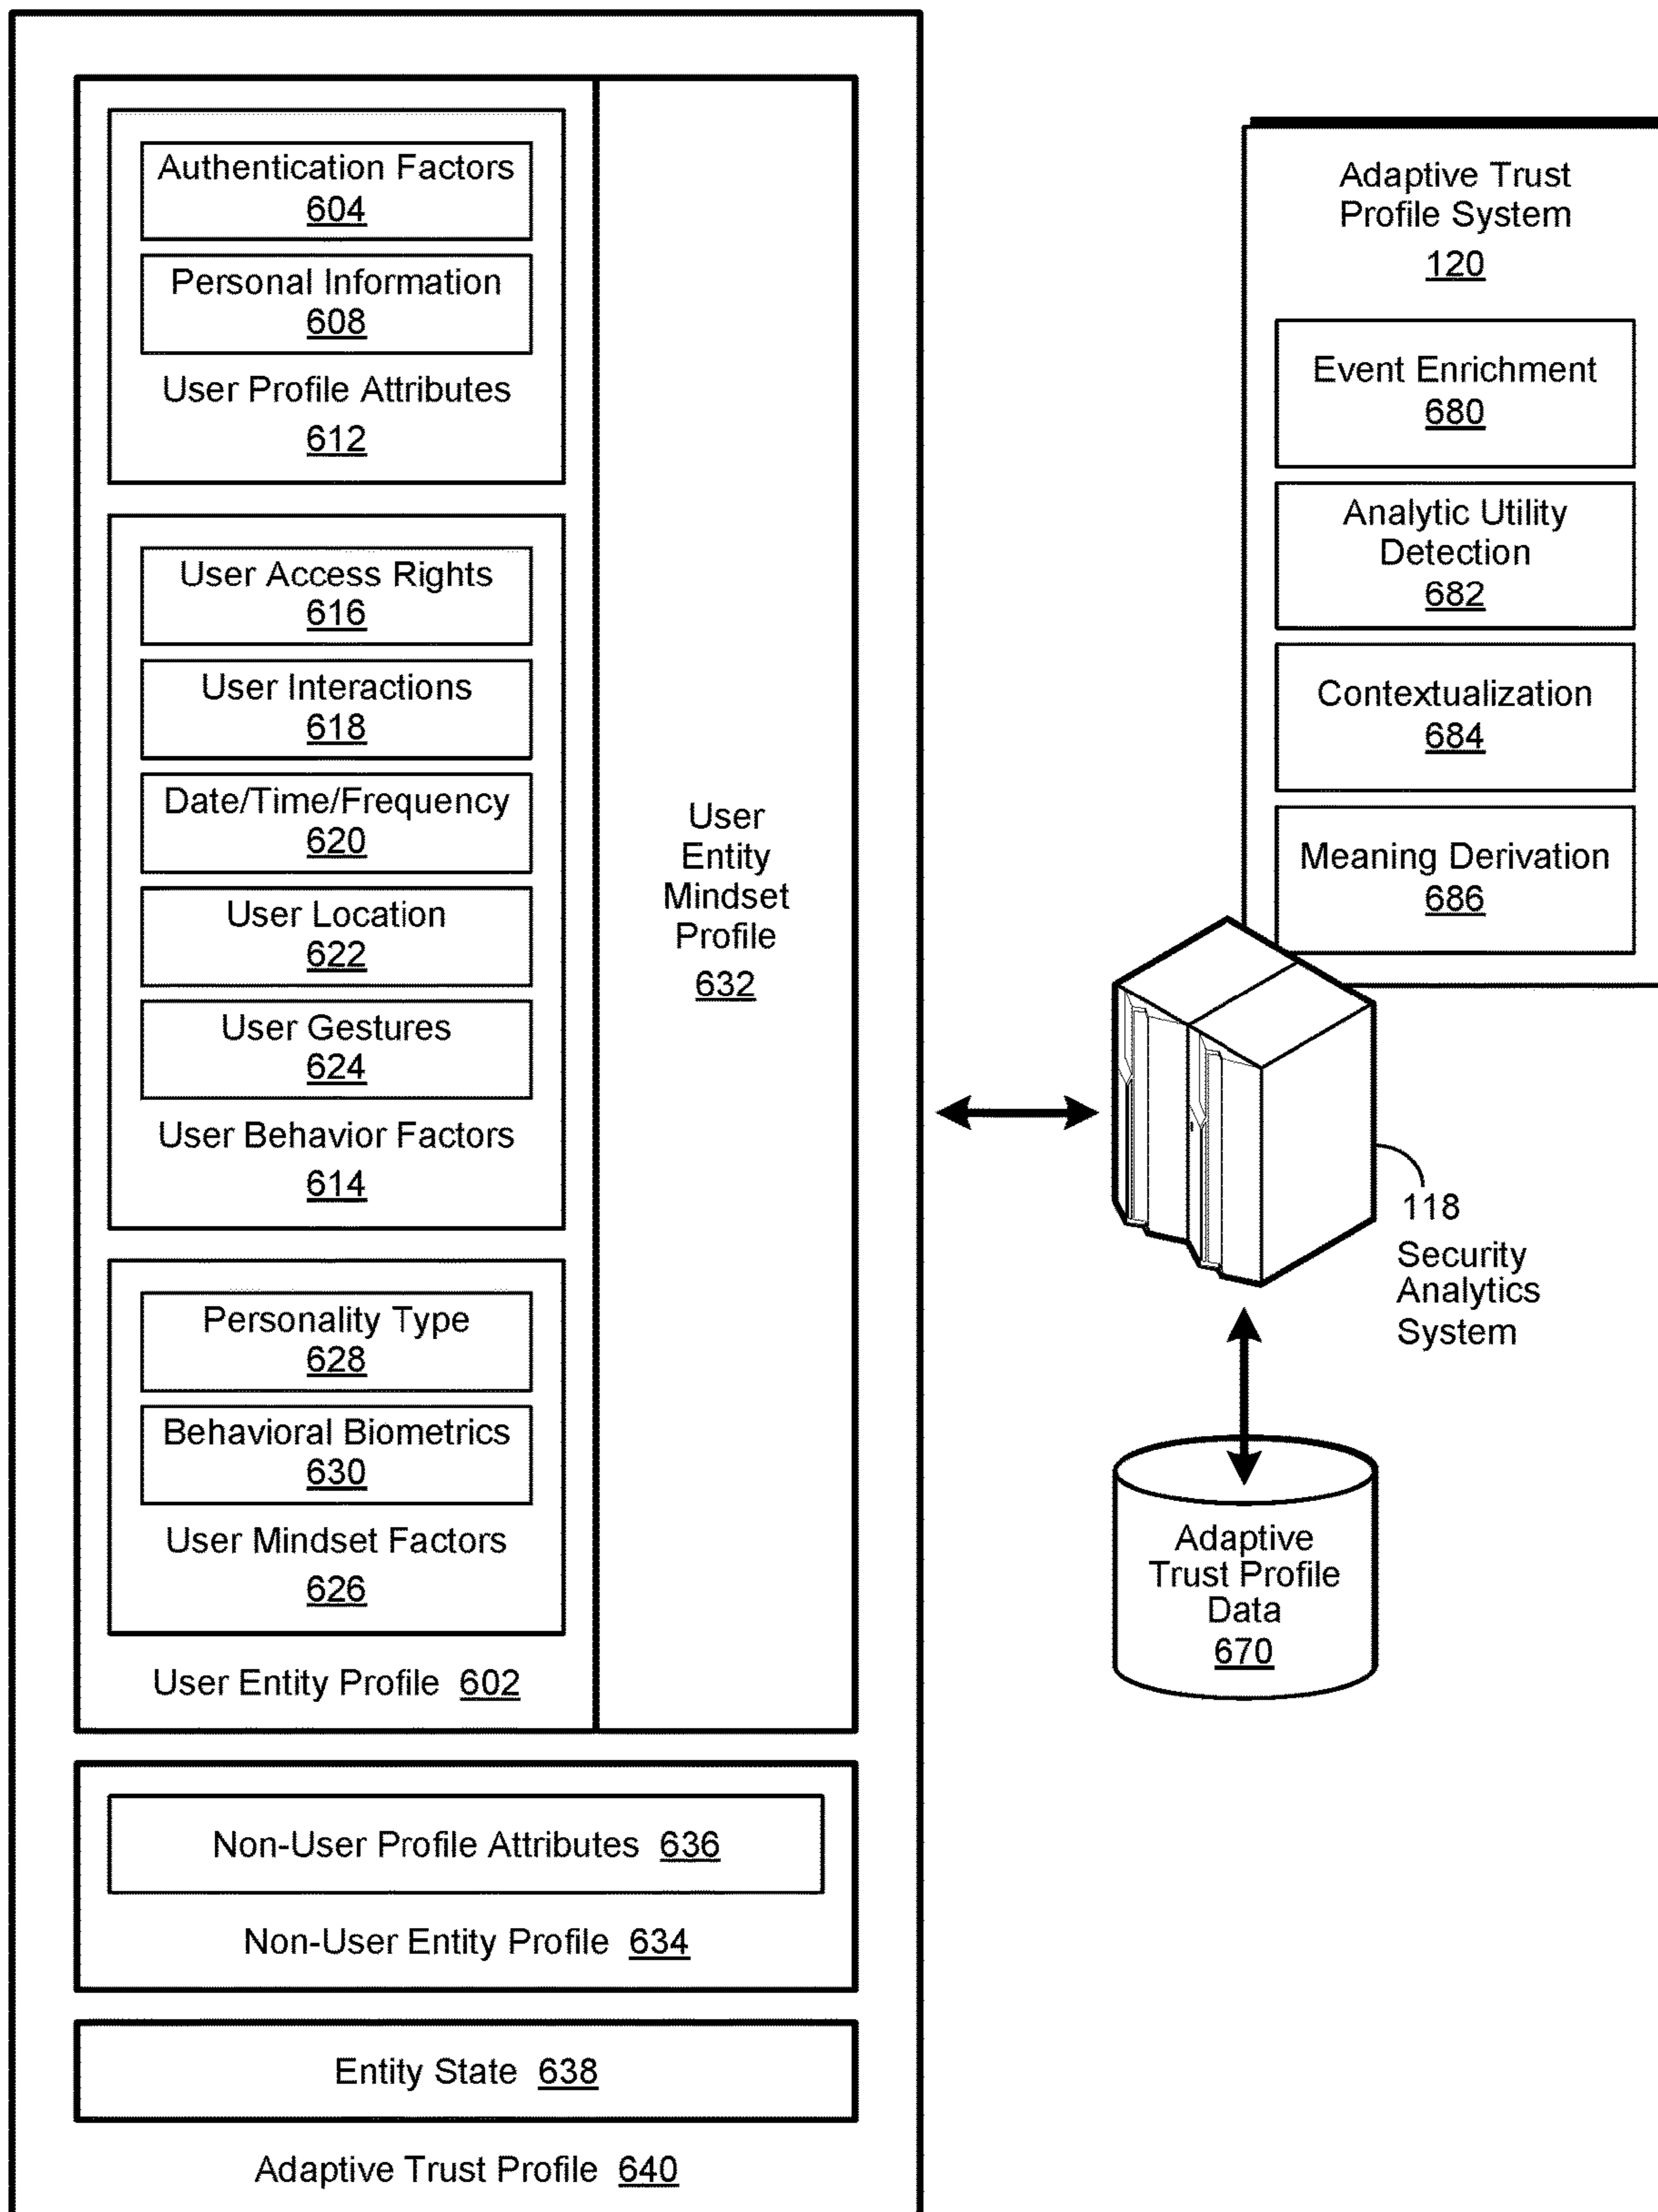 Authentication Factors
604
Personal Information
608
User Profile Attributes
612
User Access Rights
616
User Interactions
618
Date/Time/Frequency
620
User Location
622
User Gestures
624
User Behavior Factors
614
Personality Type
628
Behavioral Biometrics
630
User Mindset Factors
626
User Entity Profile 602
User
Entity
Mindset
Profile
632
Non-User Profile Attributes 636
Non-User Entity Profile 634
Entity State 638
Adaptive Trust Profile 640
Adaptive Trust
Profile System
120
Event Enrichment
680
Analytic Utility
Detection
682
Contextualization
684
Meaning Derivation
686
118
Security
Analytics
System
Adaptive
Trust Profile
Data
670